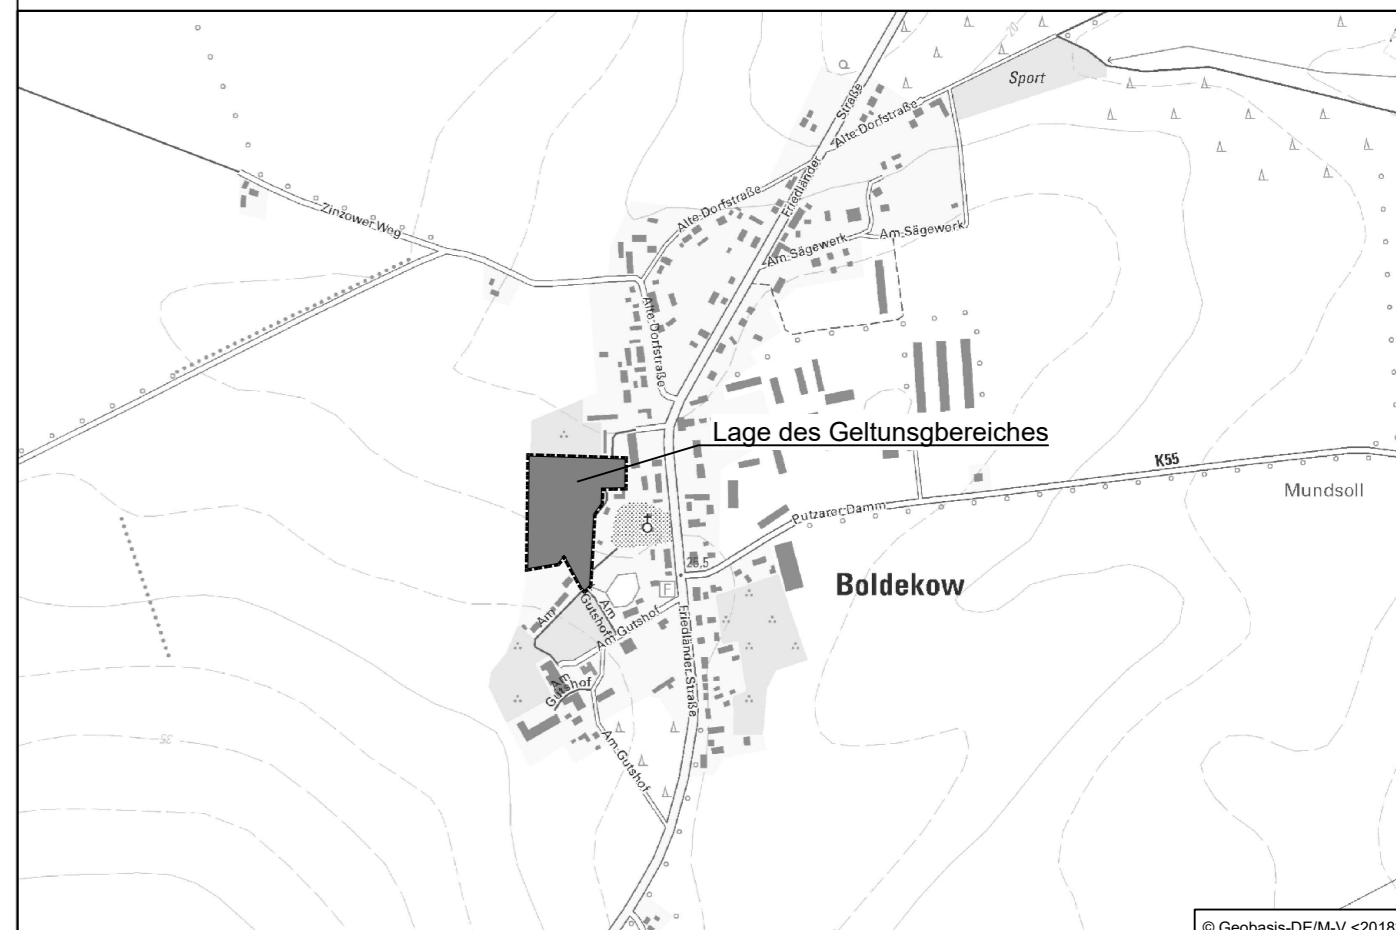 20
Sport
Straße
Alte Dorfstraße
Friedländer
Alte Dorfstraße
Zinzower Weg
Am Sägewerk
Am Sägewerk
Alte Dorfstraße
Lage des Geltunsgbereiches
K55
Mundsoll
Putzarer Damm
25,5
Boldekow
F
Am
Am
Gutshof
Am Gutshof
Friedländer Straße
Am
Gutshof
Am Gutshof
35
© Geobasis-DE/M-V <2018